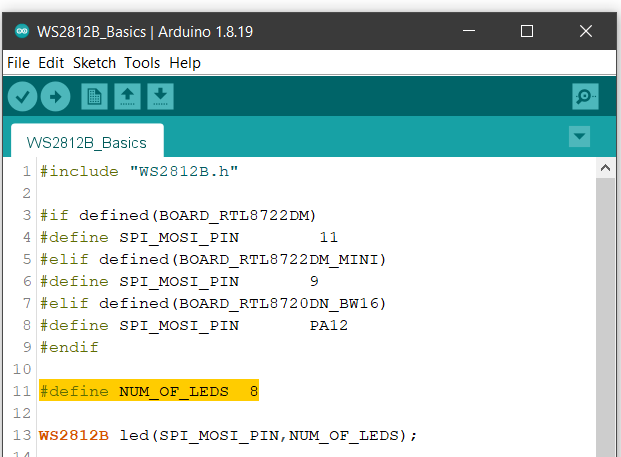 WS2812B_Basics | Arduino 1.8.19
File Edit Sketch Tools Help
WS2812B_Basics
1 #include "WS2812B.h"
2
3 #if defined(BOARD_RTL8722DM)
4 #define SPI_MOSI_PIN        11
5 #elif defined(BOARD_RTL8722DM_MINI)
6 #define SPI_MOSI_PIN       9
7 #elif defined(BOARD_RTL8720DN_BW16)
8 #define SPI_MOSI_PIN       PA12
9 #endif
10
11 #define NUM_OF_LEDS  8
12
13 WS2812B led(SPI_MOSI_PIN,NUM_OF_LEDS);
14